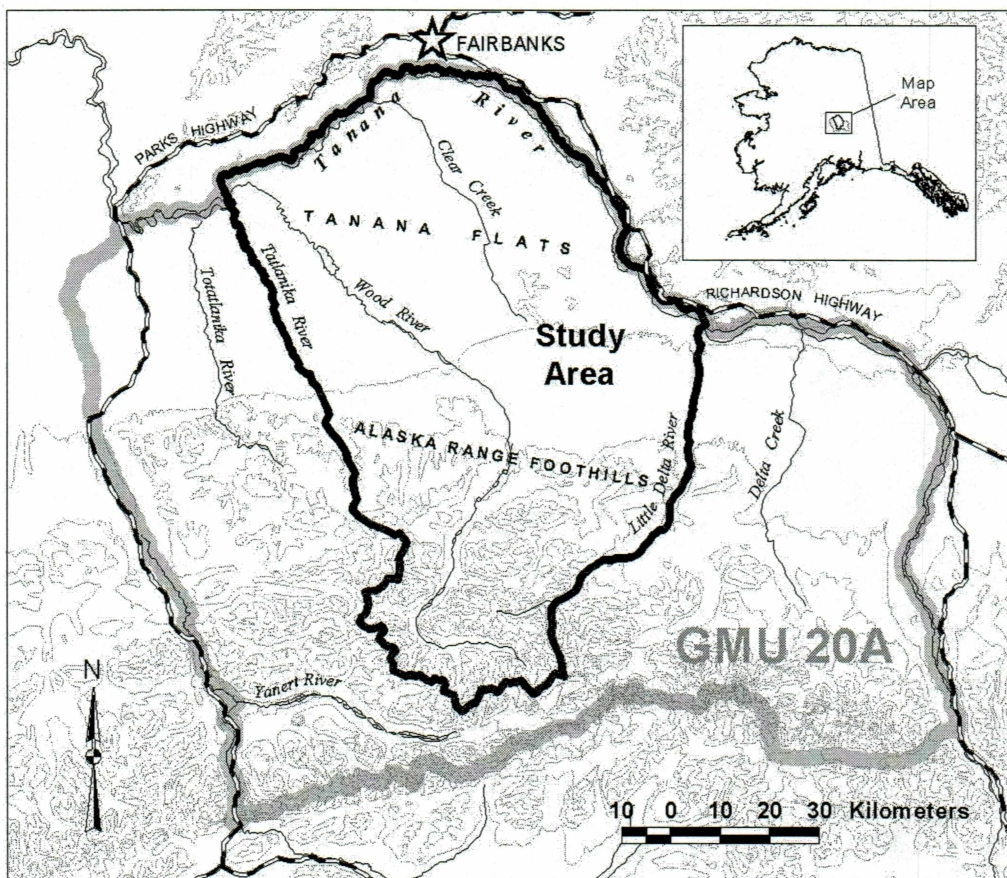 FAIRBANKS
Map
Area
PARKS HIGHWAY
Tanana River
Clear Creek
TANANA FLATS
Totatlanika River
Tatlanika River
Wood River
RICHARDSON HIGHWAY
Study
Area
ALASKA RANGE FOOTHILLS
Little Delta River
Delta Creek
GMU 20A
Yanert River
N
10 0 10 20 30 Kilometers